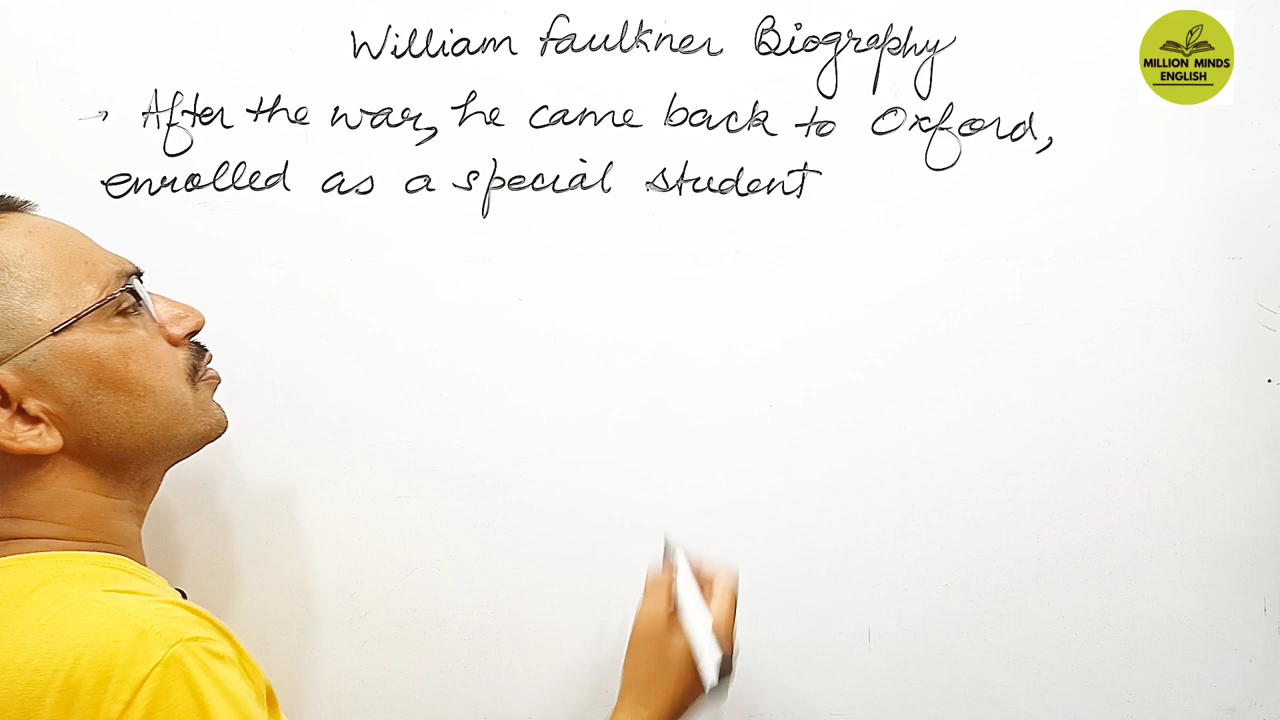 William Faulkner Biography
→ After the war, he came back to Oxford,
enrolled as a special student
MILLION MINDS
ENGLISH